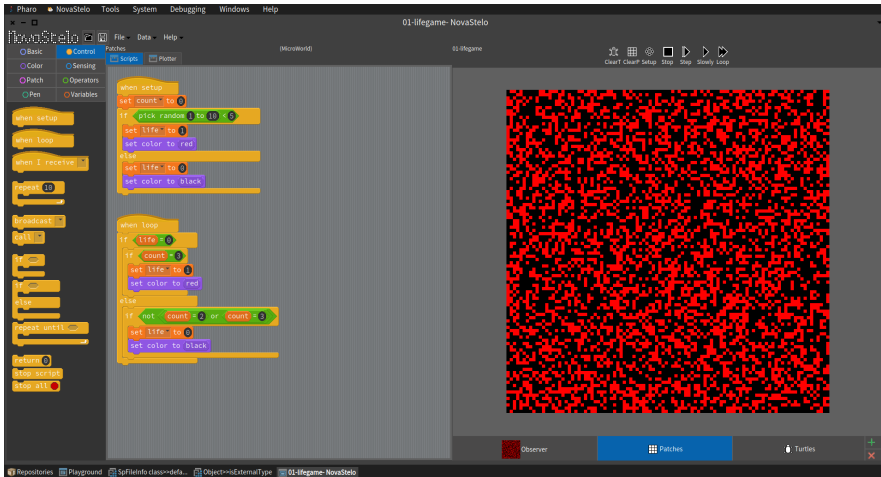 Pharo NovaStelo Tools System Debugging Windows Help
01-lifegame- NovaStelo
NovaStelo File Data Help
Basic Control
Color Sensing
Patch Operators
Pen Variables
when setup
when loop
when I receive
repeat 10
broadcast
call
if
if
else
repeat until
return 0
stop script
stop all
Patches (MicroWorld) 01-lifegame
Scripts Plotter
when setup
set count to 0
if pick random 1 to 10 < 5
set life to 1
set color to red
else
set life to 0
set color to black
when loop
if life = 0
if count = 3
set life to 1
set color to red
else
if not count = 2 or count = 3
set life to 0
set color to black
ClearT ClearP Setup Stop Step Slowly Loop
Observer Patches Turtles
Repositories Playground SpFileInfo class>>defa... Object>>isExternalType 01-lifegame- NovaStelo